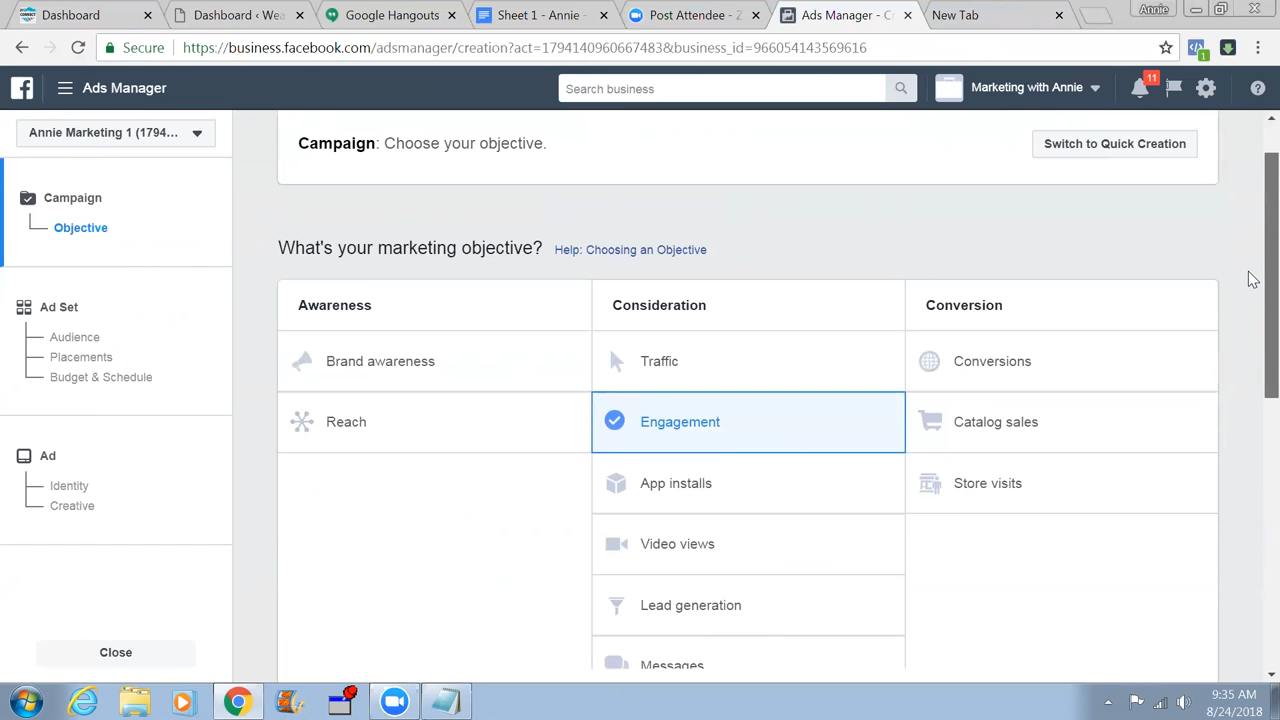 Dashboard
Dashboard ‹ Wea
Google Hangouts
Sheet 1 - Annie -
Post Attendee - Z
Ads Manager - C
New Tab
Annie
Secure
https://business.facebook.com/adsmanager/creation?act=1794140960667483&business_id=966054143569616
1
Ads Manager
Search business
Marketing with Annie
11
Annie Marketing 1 (1794...
Campaign: Choose your objective.
Switch to Quick Creation
Campaign
Objective
What's your marketing objective?
Help: Choosing an Objective
Ad Set
Audience
Placements
Budget & Schedule
Awareness
Consideration
Conversion
Brand awareness
Traffic
Conversions
Reach
Engagement
Catalog sales
Ad
Identity
Creative
App installs
Store visits
Video views
Lead generation
Messages
Close
9:35 AM
8/24/2018